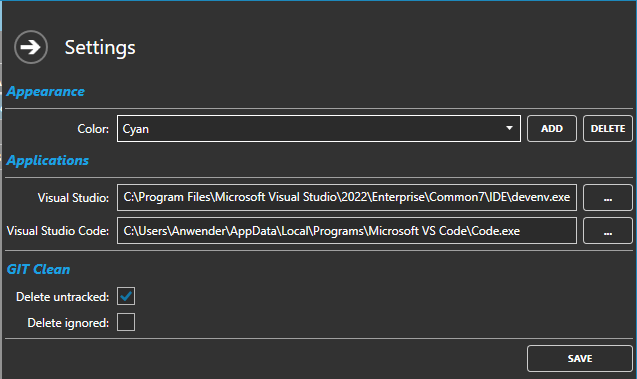 Settings
Appearance
Color: Cyan ADD DELETE
Applications
Visual Studio: C:\Program Files\Microsoft Visual Studio\2022\Enterprise\Common7\IDE\devenv.exe ...
Visual Studio Code: C:\Users\Anwender\AppData\Local\Programs\Microsoft VS Code\Code.exe ...
GIT Clean
Delete untracked:
Delete ignored:
SAVE